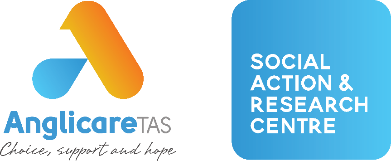 AnglicareTAS
Choice, support and hope
SOCIAL
ACTION &
RESEARCH
CENTRE